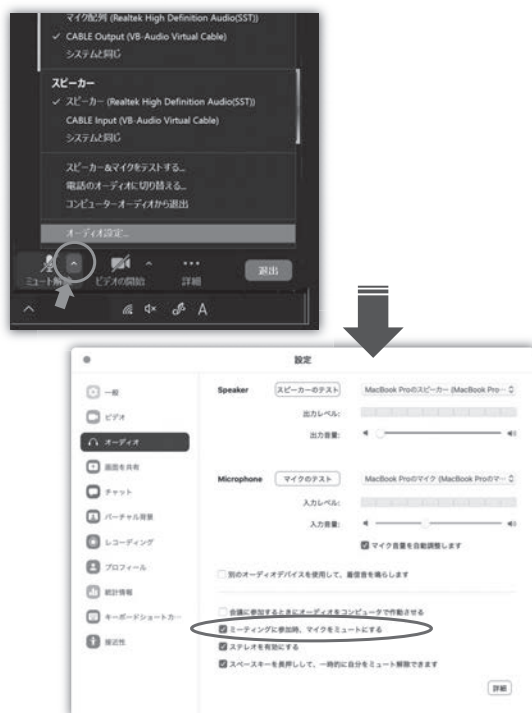 マイク配列 (Realtek High Definition Audio(SST))
✓ CABLE Output (VB-Audio Virtual Cable)
システムと同じ
スピーカー
✓ スピーカー (Realtek High Definition Audio(SST))
CABLE Input (VB-Audio Virtual Cable)
システムと同じ
スピーカー&マイクをテストする...
電話のオーディオに切り替える...
コンピューターオーディオから退出
オーディオ設定...
ミュート解除
ビデオの開始
詳細
退出
A
設定
一般
ビデオ
オーディオ
画面を共有
チャット
バーチャル背景
レコーディング
プロフィール
統計情報
キーボードショートカ…
接近性
Speaker スピーカーのテスト MacBook Proのスピーカー (MacBook Pro…
出力レベル:
出力音量:
Microphone マイクのテスト MacBook Proのマイク (MacBook Proのマ…
入力レベル:
入力音量:
マイク音量を自動調整します
別のオーディオデバイスを使用して、着信音を鳴らします
会議に参加するときにオーディオをコンピュータで作動させる
ミーティングに参加時、マイクをミュートにする
ステレオを有効にする
スペースキーを長押しして、一時的に自分をミュート解除できます
詳細